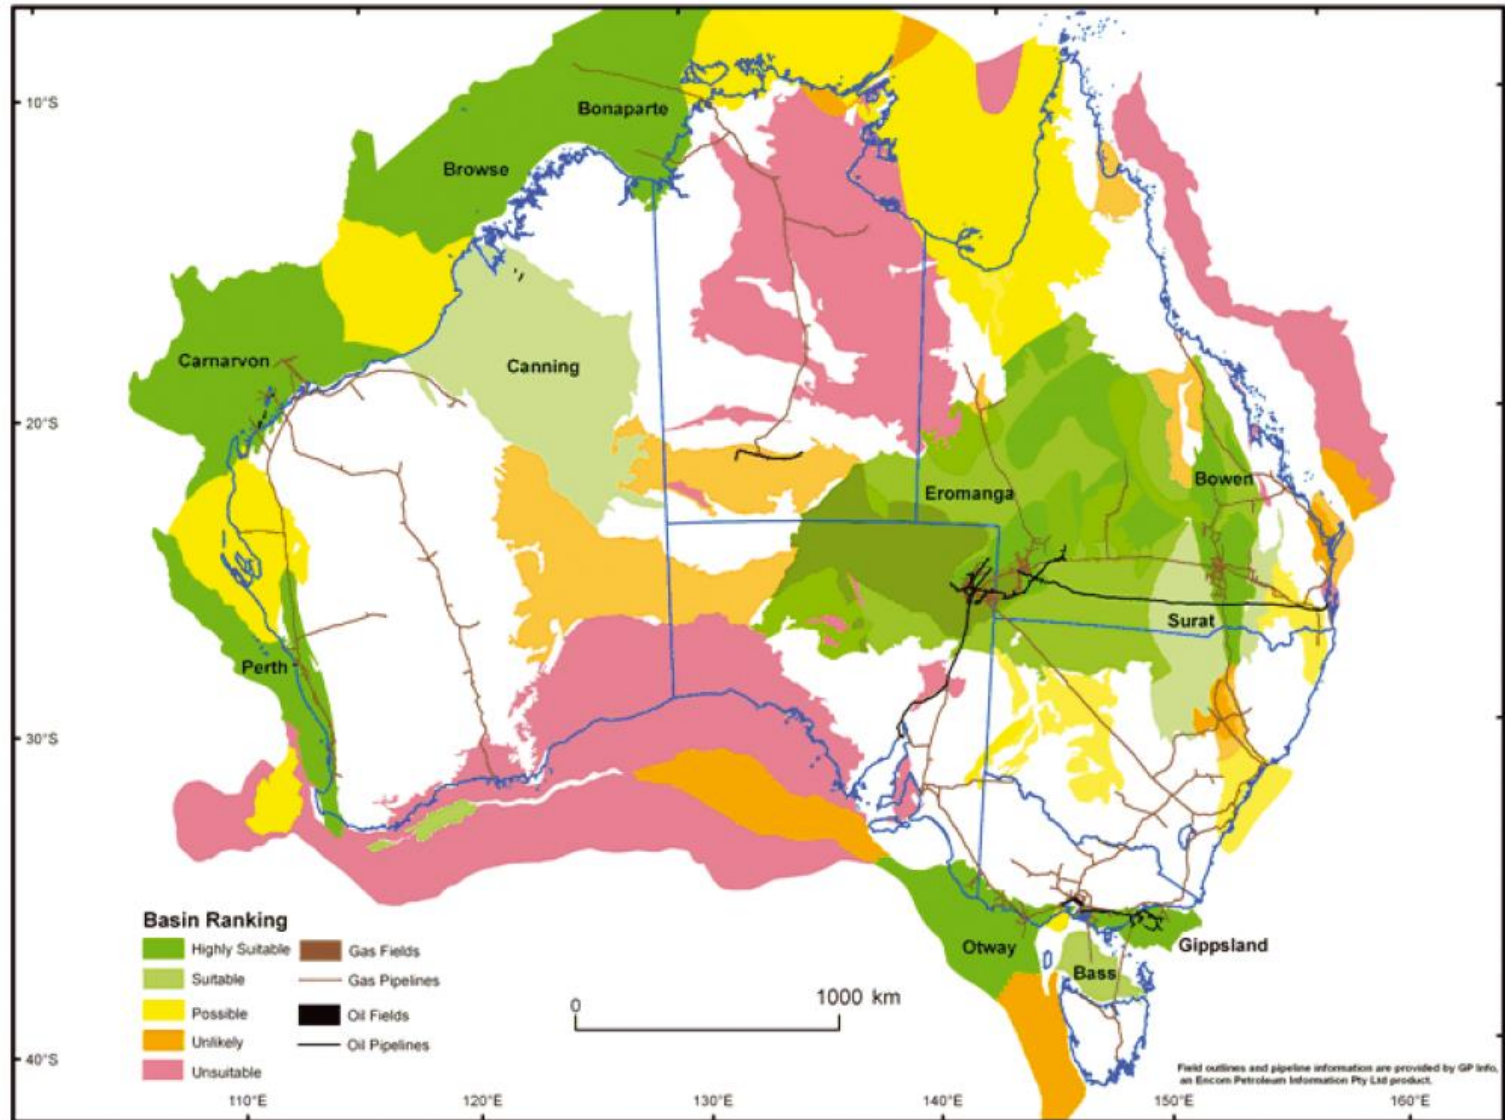 10°S
20°S
30°S
40°S
Bonaparte
Browse
Carnarvon
Canning
Eromanga
Bowen
Surat
Perth
Otway
Gippsland
Bass
Basin Ranking
Highly Suitable
Suitable
Possible
Unlikely
Unsuitable
Gas Fields
Gas Pipelines
Oil Fields
Oil Pipelines
0
1000 km
Field outlines and pipeline information are provided by GP Info,
an Encom Petroleum Information Pty Ltd product.
110°E
120°E
130°E
140°E
150°E
160°E